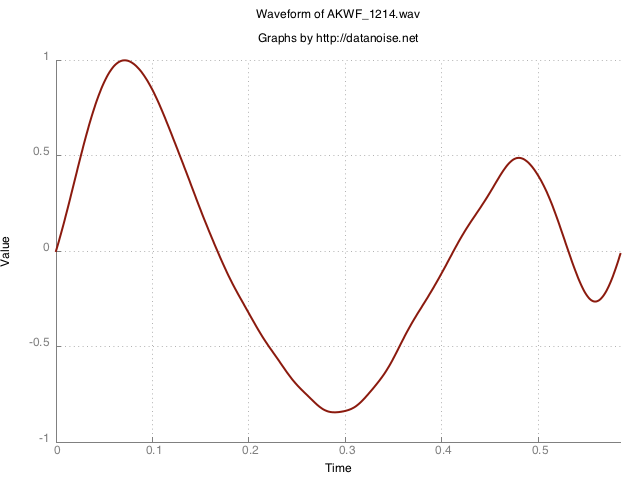 Waveform of AKWF_1214.wav
Graphs by http://datanoise.net
1
0.5
0
-0.5
-1
Value
0 0.1 0.2 0.3 0.4 0.5
Time